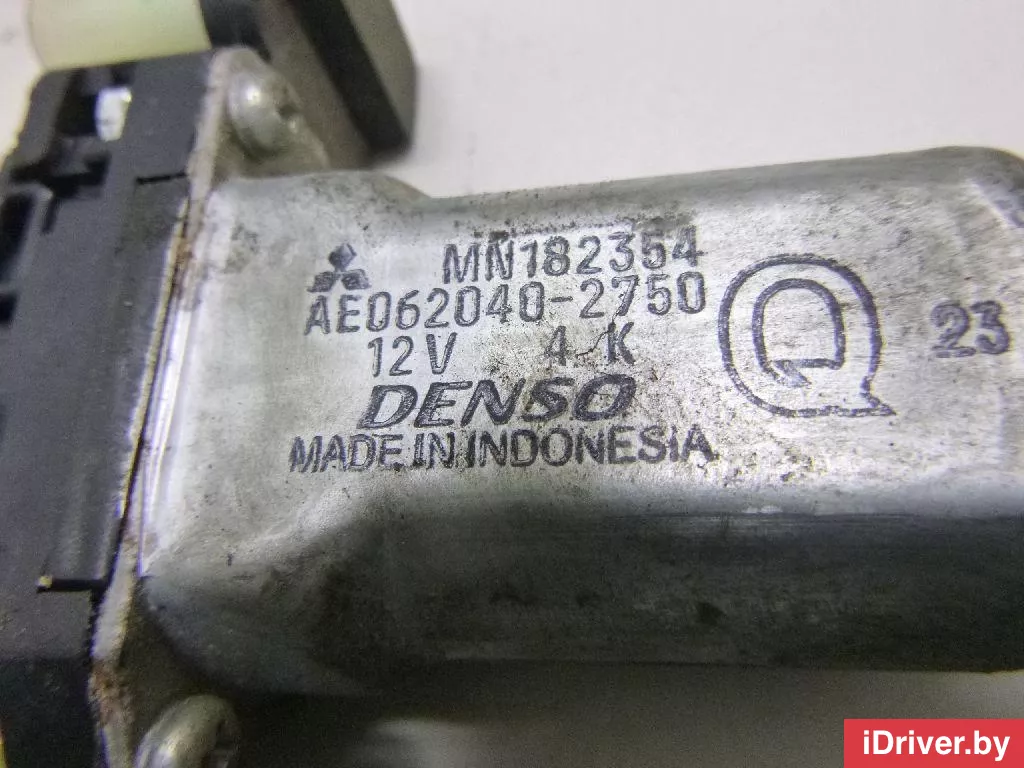 MN182354
AE062040-2750
12V 4 K
DENSO
MADE IN INDONESIA
Q
23
iDriver.by